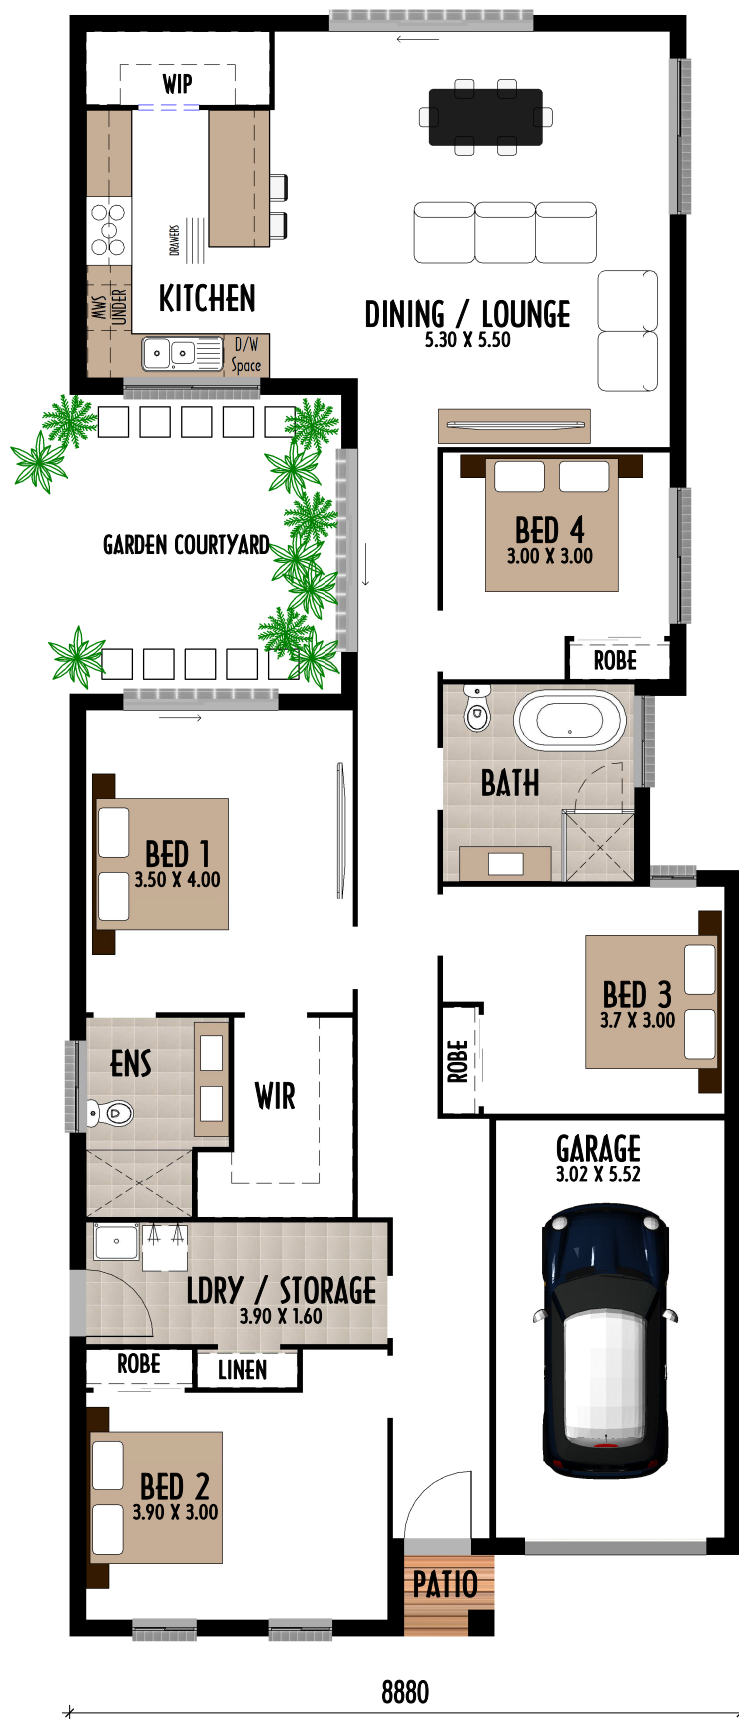 WIP
DRAWERS
KITCHEN
MWS
UNDER
D/W
Space
DINING / LOUNGE
5.30 X 5.50
GARDEN COURTYARD
BED 4
3.00 X 3.00
ROBE
BATH
BED 1
3.50 X 4.00
BED 3
3.7 X 3.00
ROBE
ENS
WIR
GARAGE
3.02 X 5.52
LDRY / STORAGE
3.90 X 1.60
ROBE
LINEN
BED 2
3.90 X 3.00
PATIO
8880